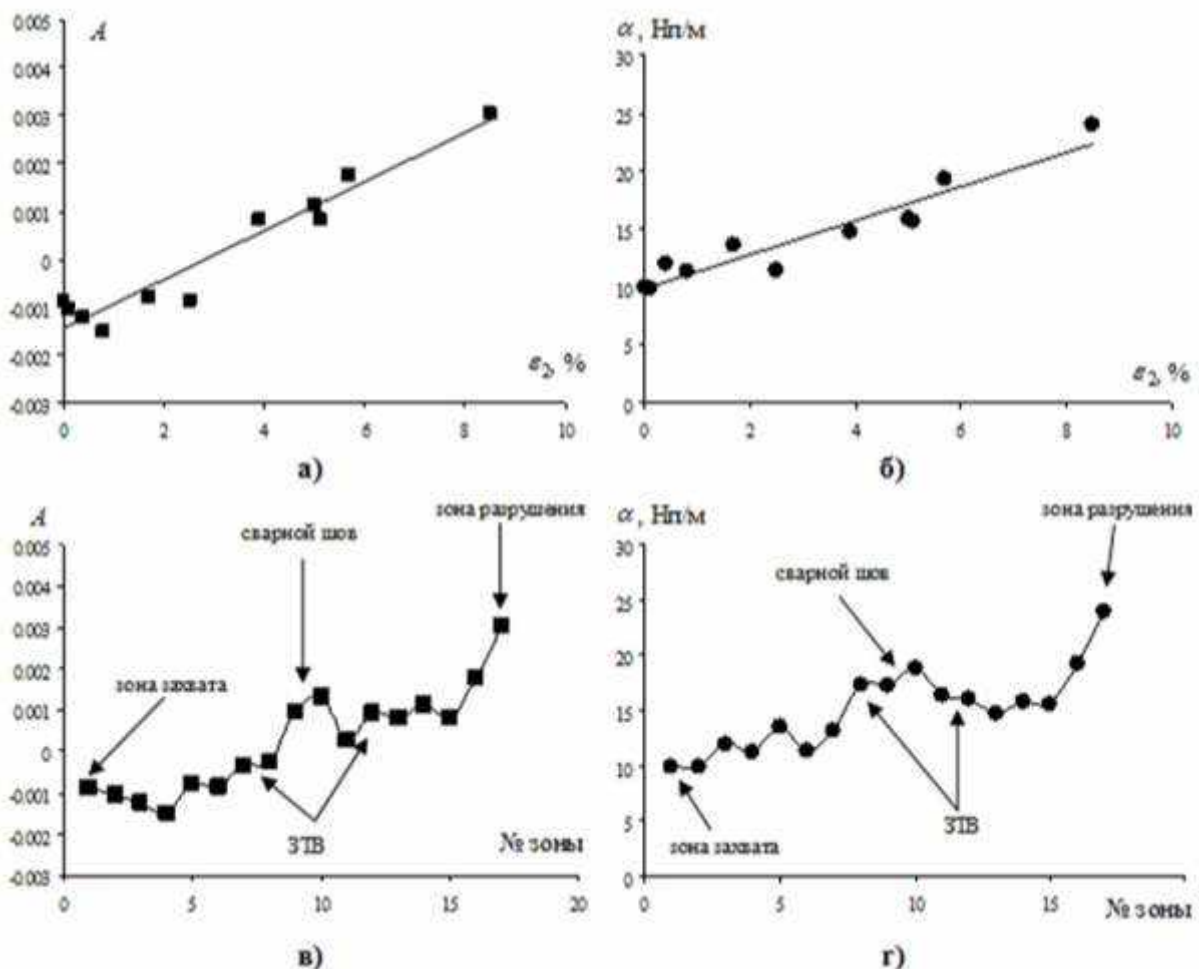 A
0.005
0.004
0.003
0.002
0.001
0
-0.001
-0.002
-0.003
ε₂, %
0 2 4 6 8 10
а)
α, Нп/м
30
25
20
15
10
5
0
ε₂, %
0 2 4 6 8 10
б)
A
0.005
0.004
0.003
0.002
0.001
0
-0.001
-0.002
-0.003
зона захвата
сварной шов
зона разрушения
ЗТВ
№ зоны
0 5 10 15 20
в)
α, Нп/м
30
25
20
15
10
5
0
зона разрушения
сварной шов
ЗТВ
зона захвата
0 5 10 15 № зоны
г)